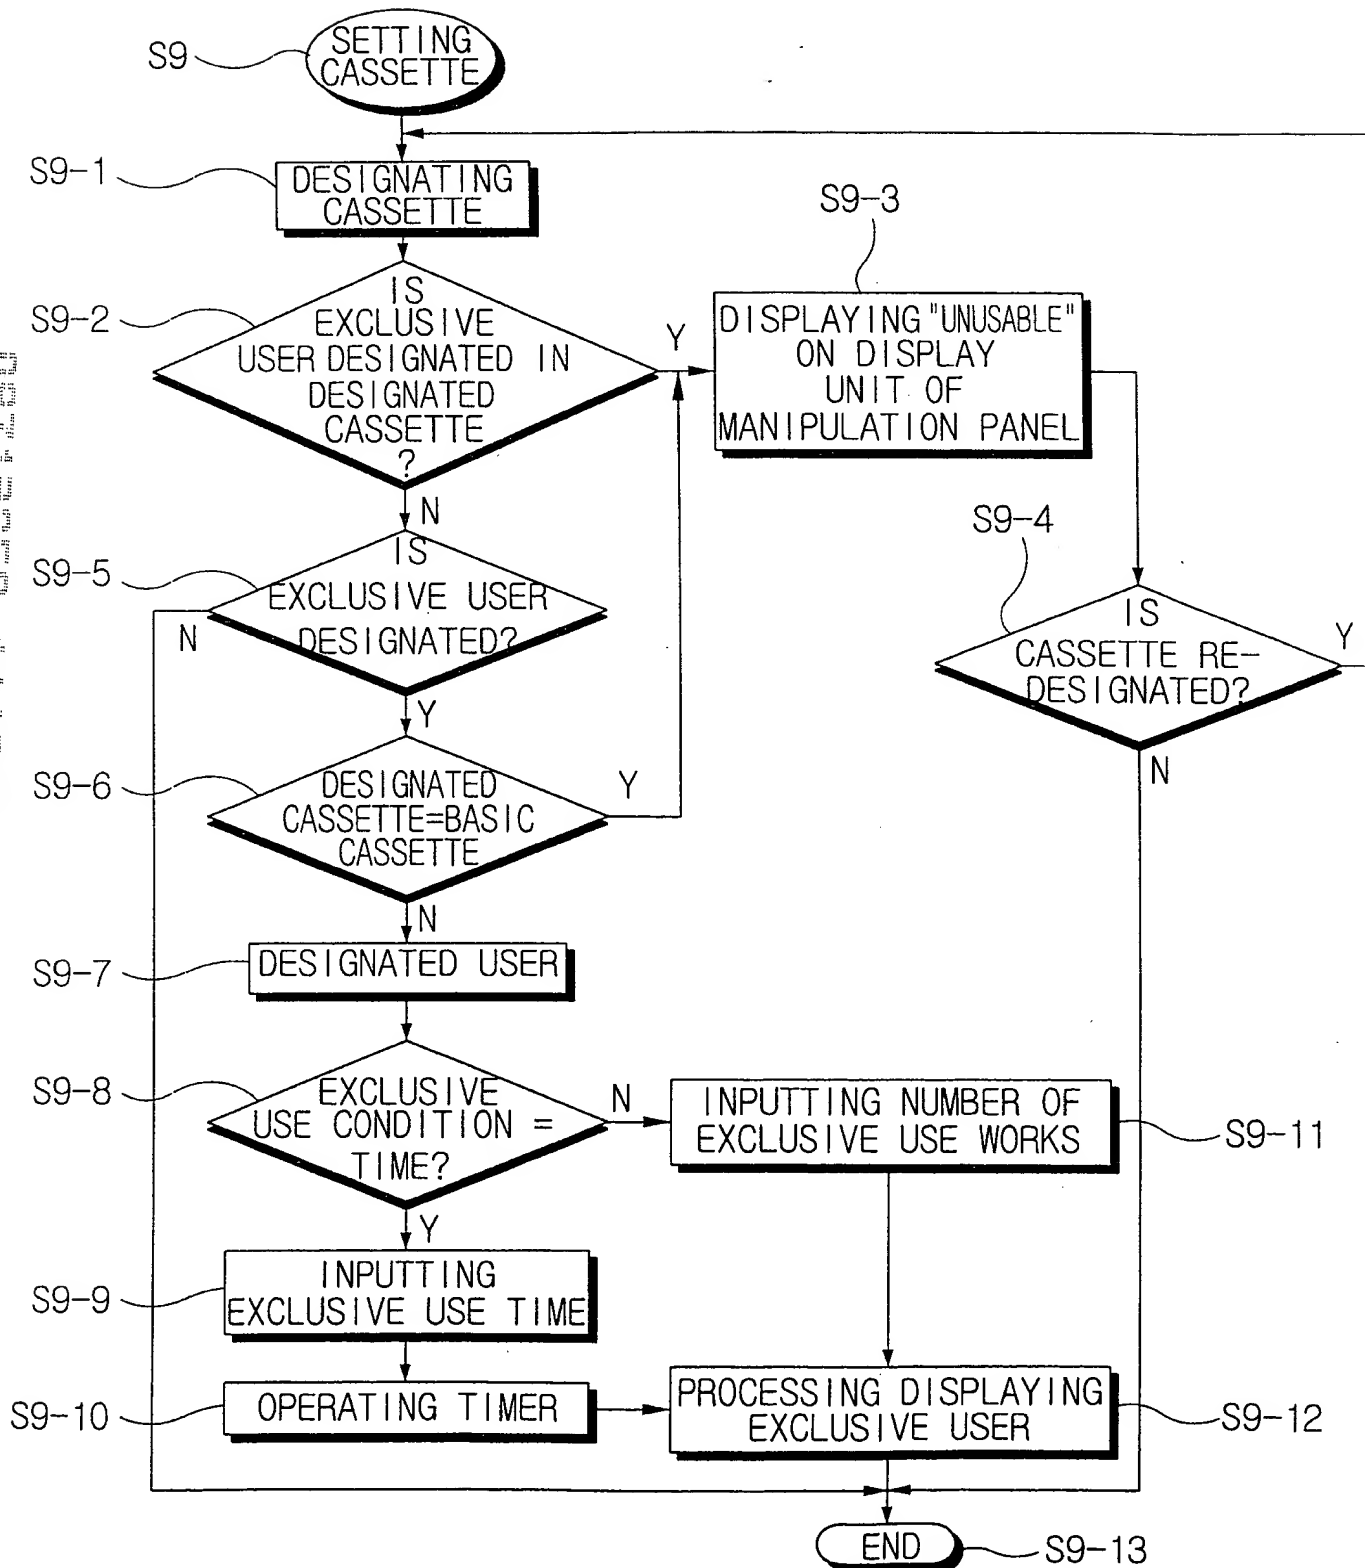 S9
SETTING
CASSETTE
S9-1
DESIGNATING
CASSETTE
S9-2
IS
EXCLUSIVE
USER DESIGNATED IN
DESIGNATED
CASSETTE
?
Y
N
S9-3
DISPLAYING "UNUSABLE"
ON DISPLAY
UNIT OF
MANIPULATION PANEL
S9-4
IS
CASSETTE RE-
DESIGNATED?
Y
N
S9-5
IS
EXCLUSIVE USER
DESIGNATED?
N
Y
S9-6
DESIGNATED
CASSETTE=BASIC
CASSETTE
Y
N
S9-7
DESIGNATED USER
S9-8
EXCLUSIVE
USE CONDITION =
TIME?
N
Y
INPUTTING NUMBER OF
EXCLUSIVE USE WORKS
S9-11
S9-9
INPUTTING
EXCLUSIVE USE TIME
S9-10
OPERATING TIMER
PROCESSING DISPLAYING
EXCLUSIVE USER
S9-12
END
S9-13